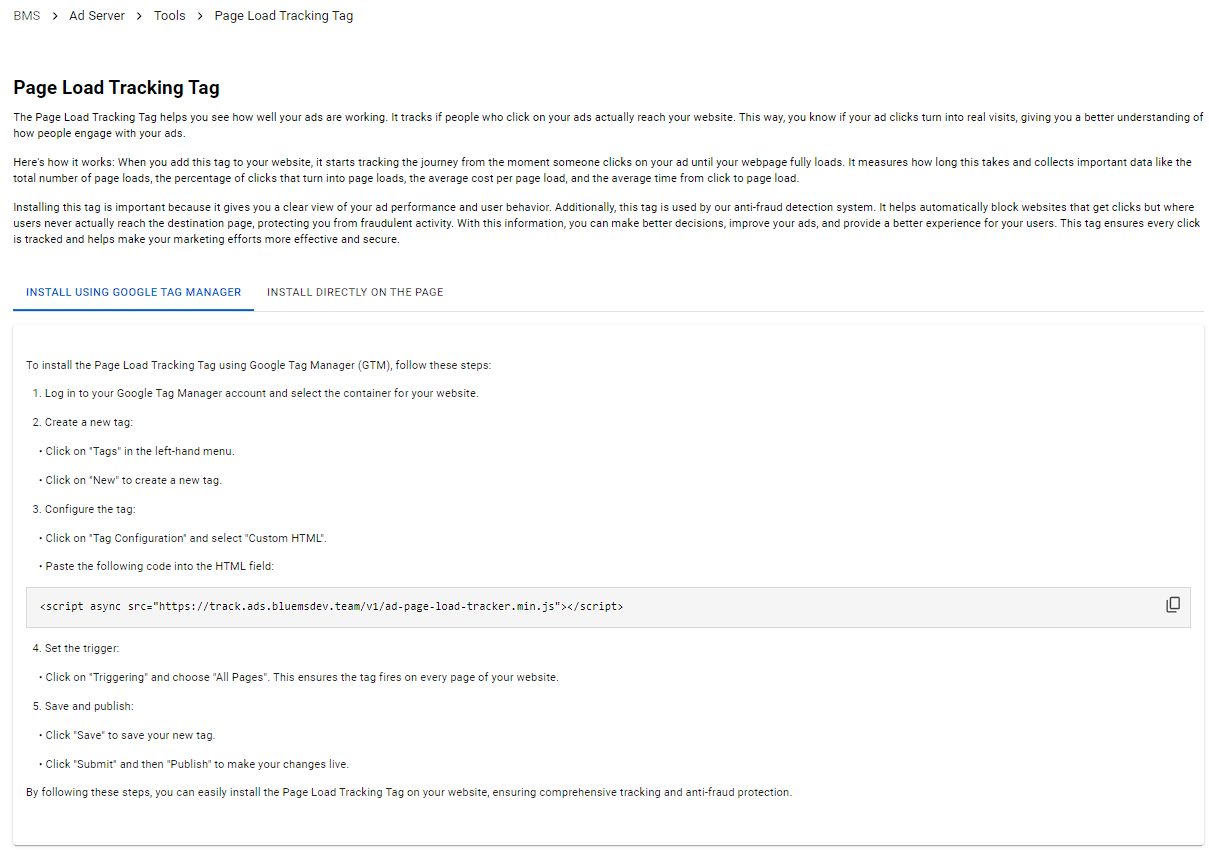 BMS > Ad Server > Tools > Page Load Tracking Tag
Page Load Tracking Tag
The Page Load Tracking Tag helps you see how well your ads are working. It tracks if people who click on your ads actually reach your website. This way, you know if your ad clicks turn into real visits, giving you a better understanding of
how people engage with your ads.
Here's how it works: When you add this tag to your website, it starts tracking the journey from the moment someone clicks on your ad until your webpage fully loads. It measures how long this takes and collects important data like the
total number of page loads, the percentage of clicks that turn into page loads, the average cost per page load, and the average time from click to page load.
Installing this tag is important because it gives you a clear view of your ad performance and user behavior. Additionally, this tag is used by our anti-fraud detection system. It helps automatically block websites that get clicks but where
users never actually reach the destination page, protecting you from fraudulent activity. With this information, you can make better decisions, improve your ads, and provide a better experience for your users. This tag ensures every click
is tracked and helps make your marketing efforts more effective and secure.
INSTALL USING GOOGLE TAG MANAGER INSTALL DIRECTLY ON THE PAGE
To install the Page Load Tracking Tag using Google Tag Manager (GTM), follow these steps:
1. Log in to your Google Tag Manager account and select the container for your website.
2. Create a new tag:
• Click on "Tags" in the left-hand menu.
• Click on "New" to create a new tag.
3. Configure the tag:
• Click on "Tag Configuration" and select "Custom HTML".
• Paste the following code into the HTML field:
<script async src="https://track.ads.bluemsdev.team/v1/ad-page-load-tracker.min.js"></script>
4. Set the trigger:
• Click on "Triggering" and choose "All Pages". This ensures the tag fires on every page of your website.
5. Save and publish:
• Click "Save" to save your new tag.
• Click "Submit" and then "Publish" to make your changes live.
By following these steps, you can easily install the Page Load Tracking Tag on your website, ensuring comprehensive tracking and anti-fraud protection.